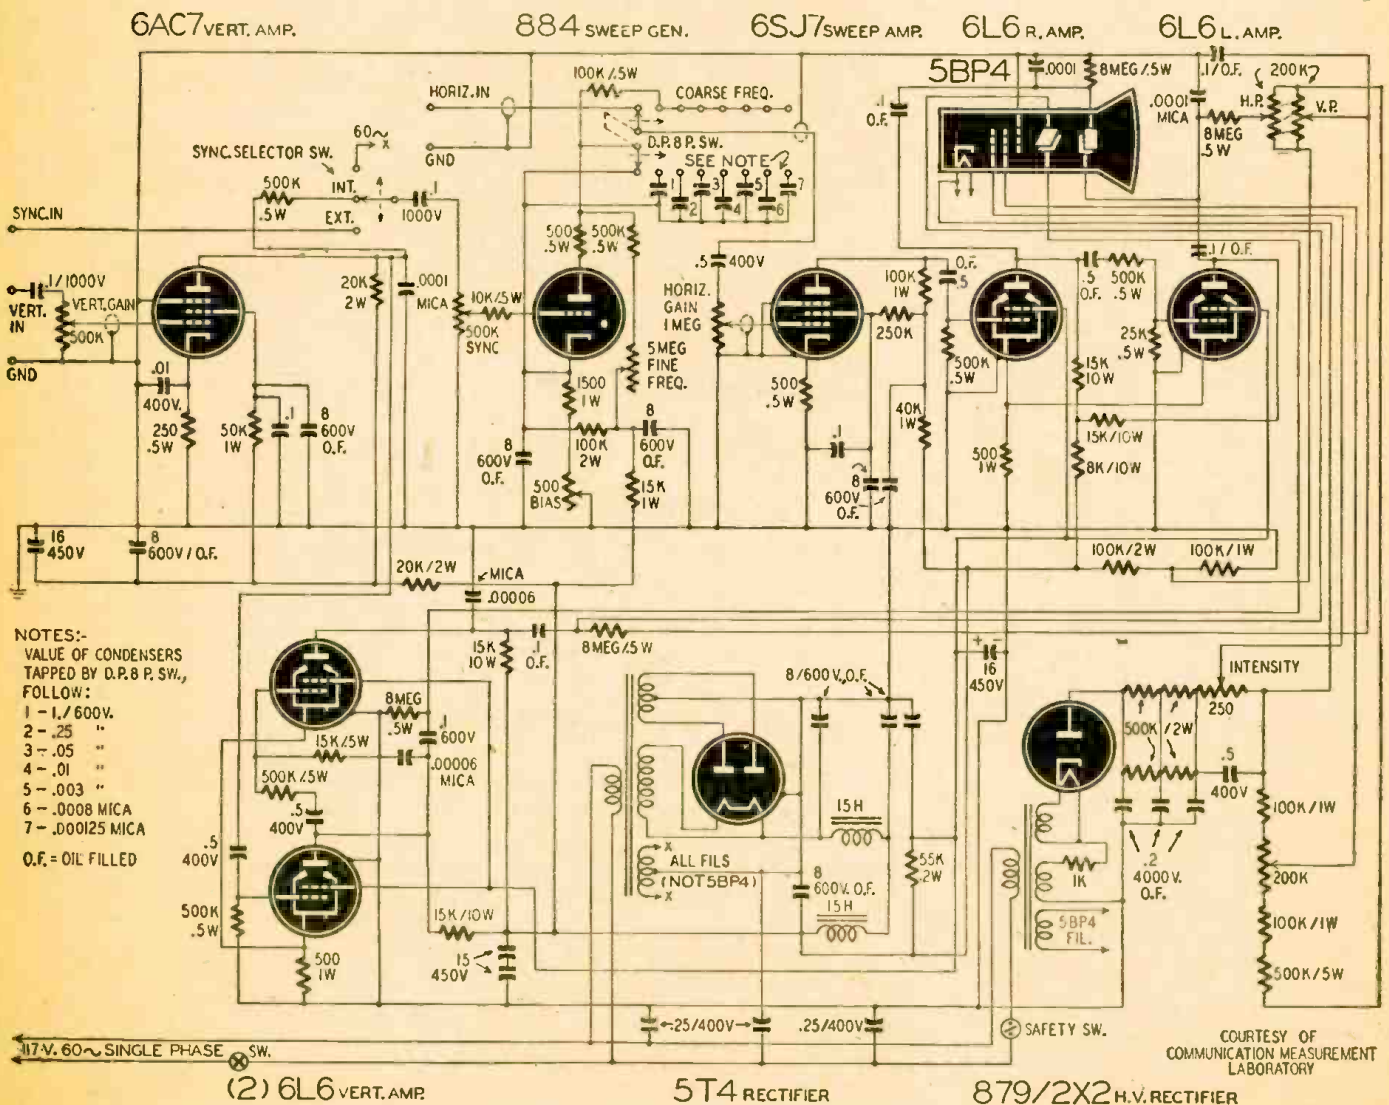 6AC7 VERT. AMP.
884 SWEEP GEN.
6SJ7 SWEEP AMP.
6L6 R. AMP.
6L6 L. AMP.
5BP4
.0001
8MEG/.5W
.1/O.F.
200K
H.P.
V.P.
.0001
MICA
8MEG
.5W
.1
O.F.
100K/.5W
HORIZ.IN
COARSE FREQ.
GND
D.P. 8 P. SW.
SEE NOTE
1
2
3
4
5
6
7
60~
X
SYNC. SELECTOR SW.
INT.
4
EXT.
500K
.5W
.1
1000V
SYNC.IN
.1/1000V
VERT.GAIN
VERT.
IN
500K
GND
20K
2W
.0001
MICA
10K/.5W
500K
SYNC
500
.5W
500K
.5W
5MEG
FINE
FREQ.
.5
400V
HORIZ.
GAIN
1 MEG
100K
1W
250K
O.F.
.5
500K
.5W
.5
O.F.
500K
.5W
25K
.5W
.1/O.F.
.01
400V.
250
.5W
50K
1W
.1
8
600V
O.F.
1500
1W
8
600V
O.F.
100K
2W
8
600V
O.F.
500
BIAS
15K
1W
500
.5W
.1
8
600V
O.F.
40K
1W
500
1W
15K
10W
15K/10W
8K/10W
16
450V
8
600V / O.F.
20K/2W
MICA
.00006
100K/2W
100K/1W
NOTES:-
VALUE OF CONDENSERS
TAPPED BY D.P.8 P. SW.,
FOLLOW:
1 - 1./600V.
2 - .25 "
3 - .05 "
4 - .01 "
5 - .003 "
6 - .0008 MICA
7 - .000125 MICA
O.F. = OIL FILLED
15K
10W
.1
O.F.
8MEG/.5W
8MEG
.5W
15K/.5W
.1
600V
.00006
MICA
500K/.5W
.5
400V
.5
400V
500K
.5W
500
1W
15K/10W
15
450V
8/600V. O.F.
15H
ALL FILS
(NOT 5BP4)
X
X
8
600V. O.F.
15H
55K
.2W
16
450V
+ -
INTENSITY
250
500K/2W
.5
400V
100K/1W
200K
100K/1W
500K/5W
.2
4000V.
O.F.
1K
5BP4
FIL.
.25/400V
.25/400V
SAFETY SW.
117-V. 60~ SINGLE PHASE
SW.
COURTESY OF
COMMUNICATION MEASUREMENT
LABORATORY
(2) 6L6 VERT. AMP.
5T4 RECTIFIER
879/2X2 H.V. RECTIFIER